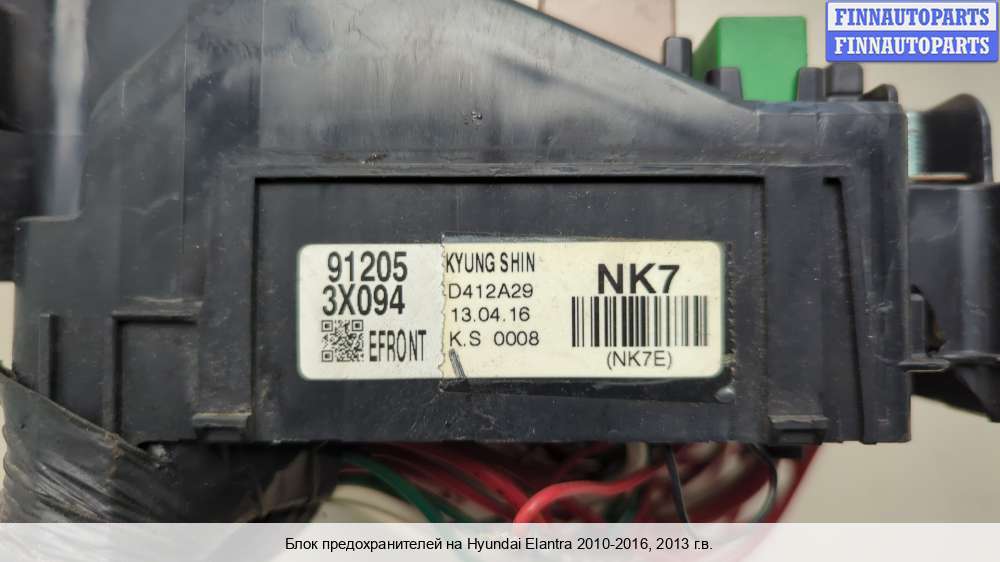 FINNAUTOPARTS
FINNAUTOPARTS
91205
3X094
EFRONT
KYUNG SHIN
D412A29
13.04.16
K.S 0008
NK7
(NK7E)
Блок предохранителей на Hyundai Elantra 2010-2016, 2013 г.в.